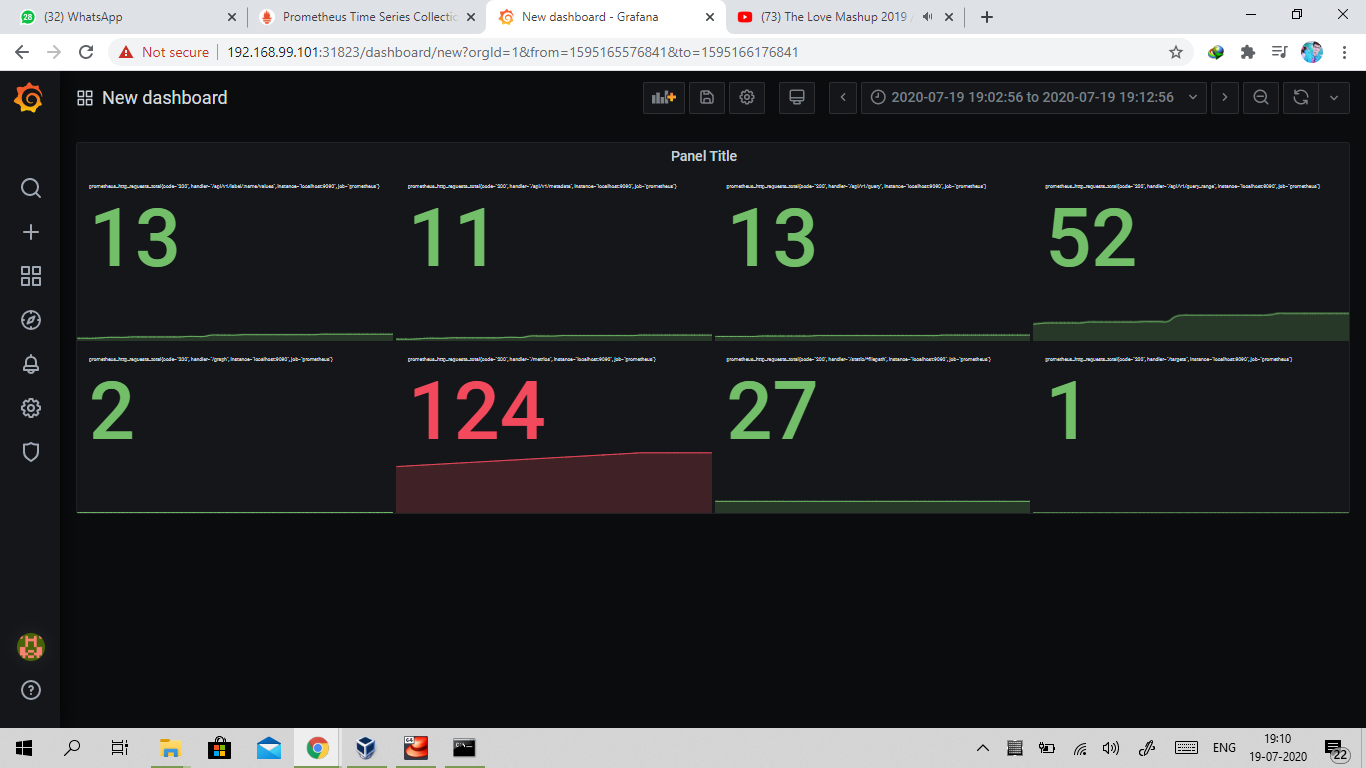 (32) WhatsApp
Prometheus Time Series Collectic
New dashboard - Grafana
(73) The Love Mashup 2019
Not secure
192.168.99.101:31823/dashboard/new?orgId=1&from=1595165576841&to=1595166176841
New dashboard
2020-07-19 19:02:56 to 2020-07-19 19:12:56
Panel Title
prometheus_http_requests_total{code="200", handler="/api/v1/label/:name/values", instance="localhost:9090", job="prometheus"}
13
prometheus_http_requests_total{code="200", handler="/api/v1/metadata", instance="localhost:9090", job="prometheus"}
11
prometheus_http_requests_total{code="200", handler="/api/v1/query", instance="localhost:9090", job="prometheus"}
13
prometheus_http_requests_total{code="200", handler="/api/v1/query_range", instance="localhost:9090", job="prometheus"}
52
prometheus_http_requests_total{code="200", handler="/graph", instance="localhost:9090", job="prometheus"}
2
prometheus_http_requests_total{code="200", handler="/metrics", instance="localhost:9090", job="prometheus"}
124
prometheus_http_requests_total{code="200", handler="/static/*filepath", instance="localhost:9090", job="prometheus"}
27
prometheus_http_requests_total{code="200", handler="/targets", instance="localhost:9090", job="prometheus"}
1
ENG
19:10
19-07-2020
22